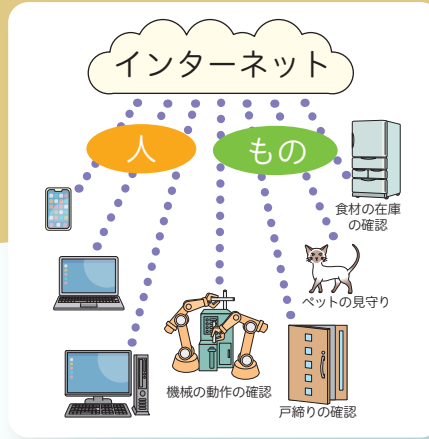 インターネット
人
もの
食材の在庫
の確認
ペットの見守り
機械の動作の確認
戸締りの確認